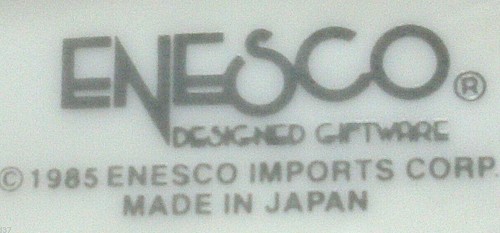 ENESCO®
DESIGNED GIFTWARE
© 1985 ENESCO IMPORTS CORP.
MADE IN JAPAN